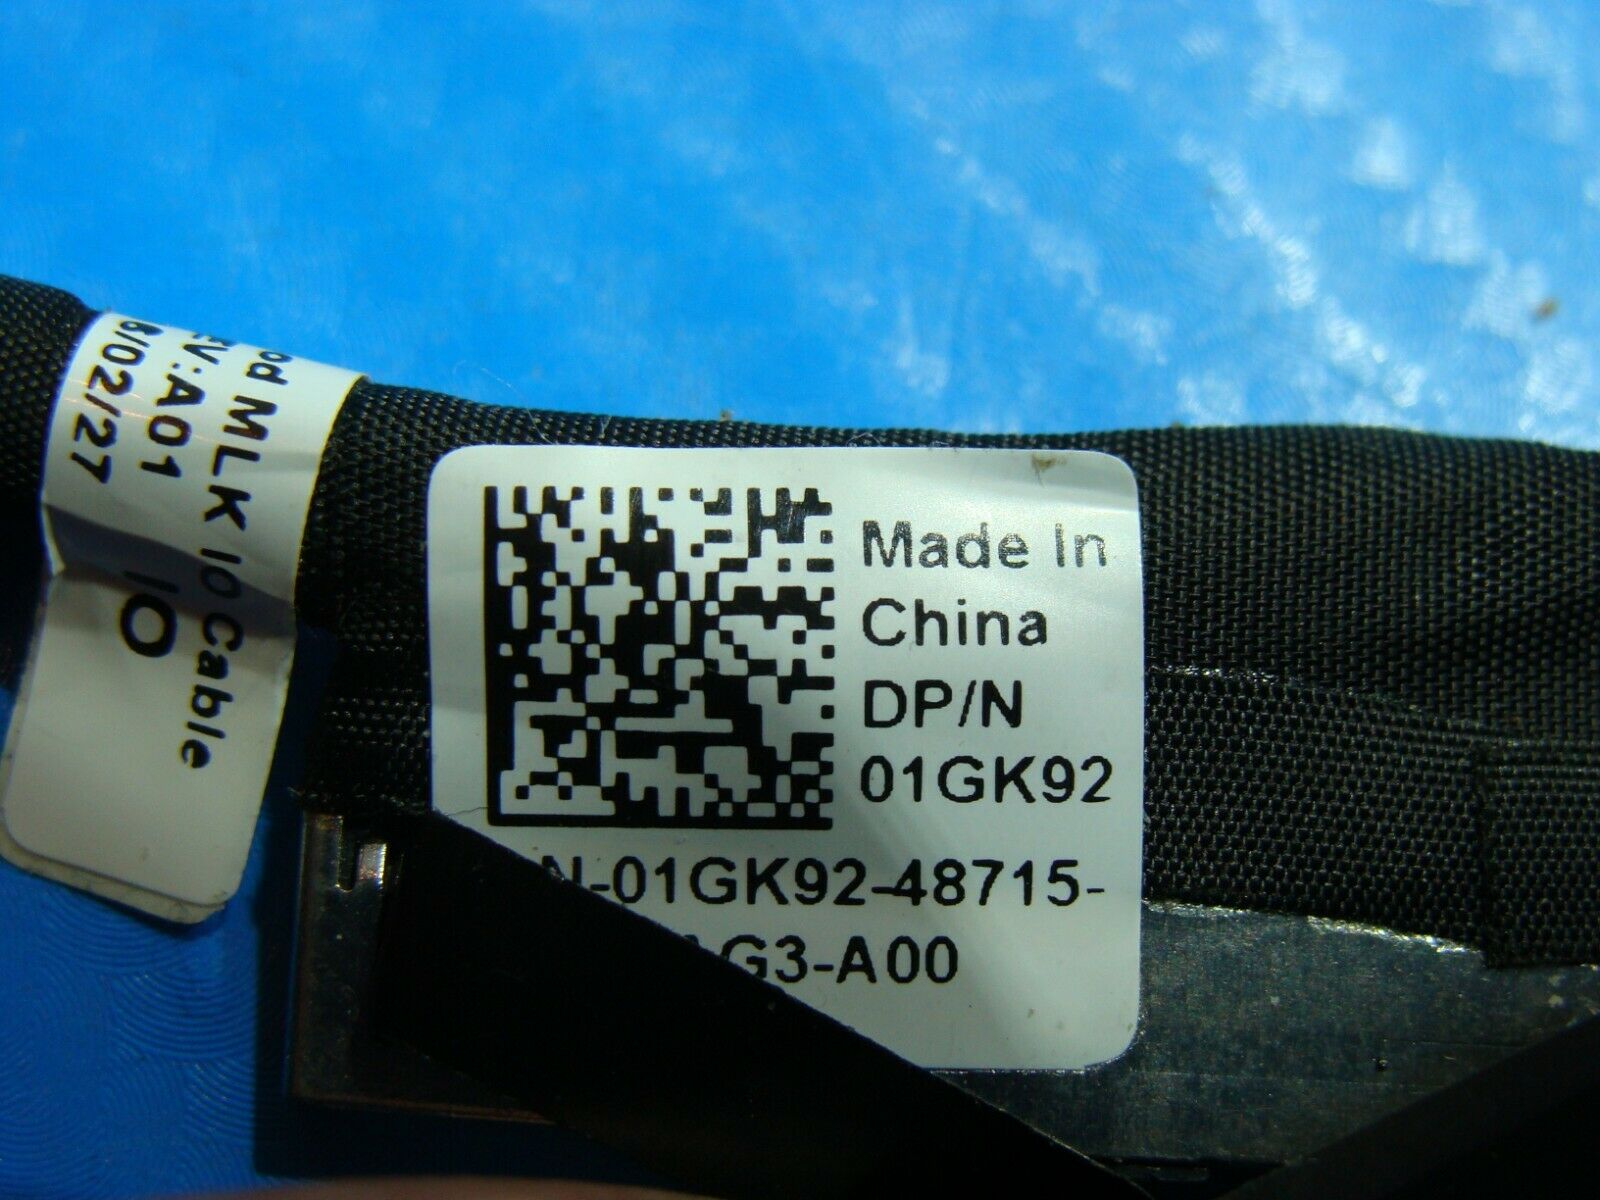 MLK IO Cable
A01
/02/27
IO
Made In
China
DP/N
01GK92
N-01GK92-48715-
G3-A00